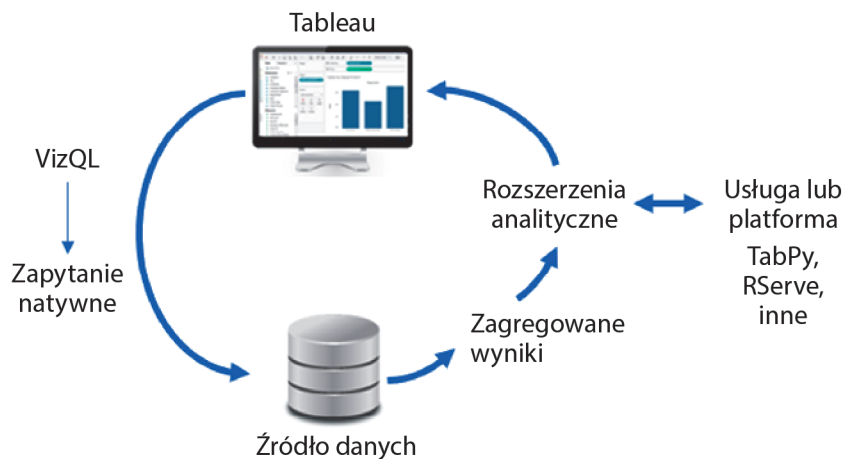 Tableau
VizQL
Zapytanie
natywne
Rozszerzenia
analityczne
Usługa lub
platforma
TabPy,
RServe,
inne
Zagregowane
wyniki
Źródło danych